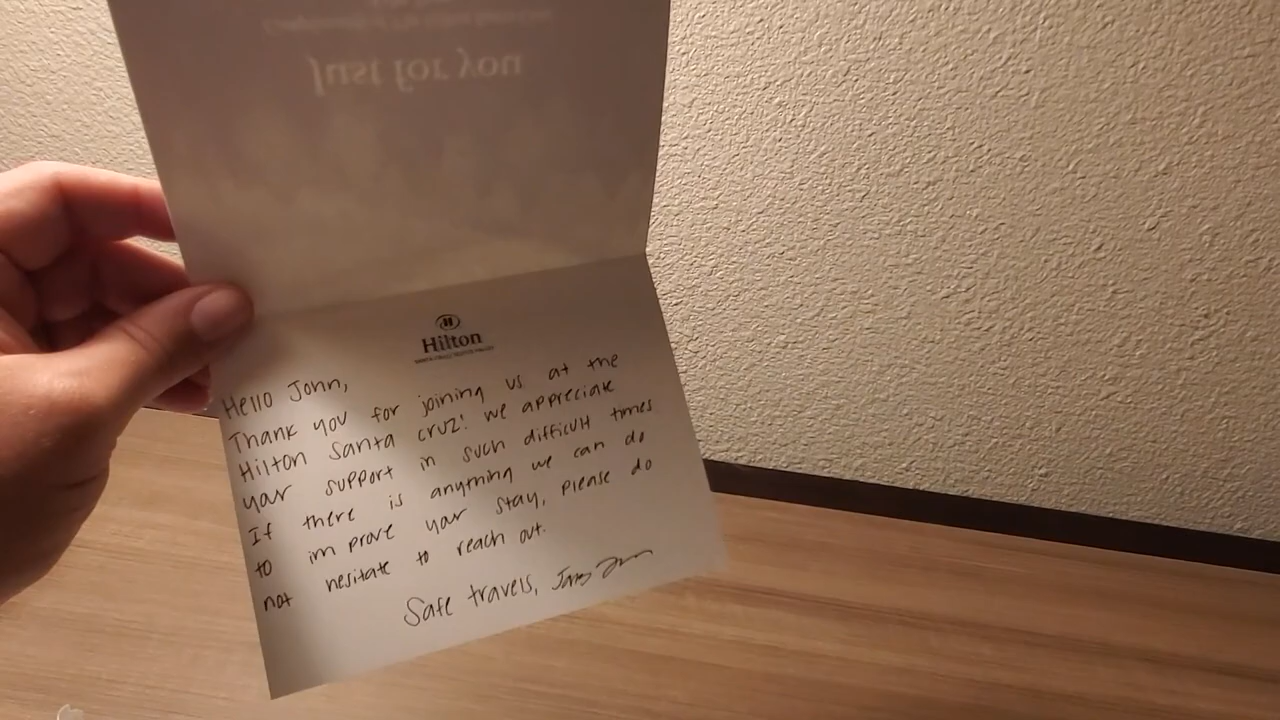 Just for you
Hilton
Hello John,
Thank you for joining us at the
Hilton Santa Cruz! We appreciate
your support in such difficult times.
If there is anything we can do
to improve your stay, please do
not hesitate to reach out.
Safe travels,